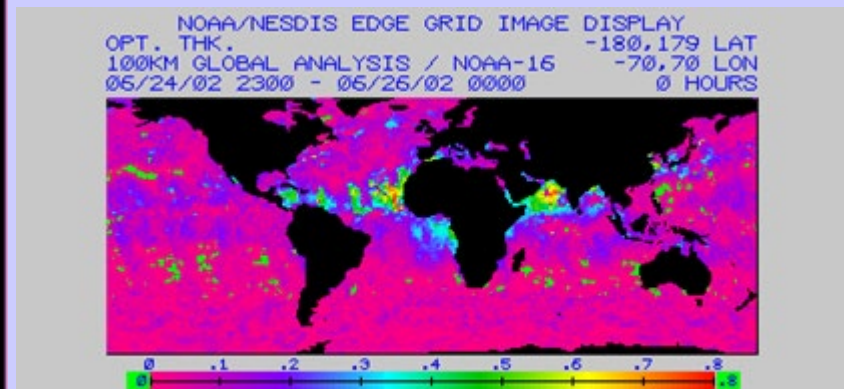 NOAA/NESDIS EDGE GRID IMAGE DISPLAY
OPT. THK. -180,179 LAT
100KM GLOBAL ANALYSIS / NOAA-16 -70,70 LON
06/24/02 2300 - 06/26/02 0000 0 HOURS
0 .1 .2 .3 .4 .5 .6 .7 .8
0 .8